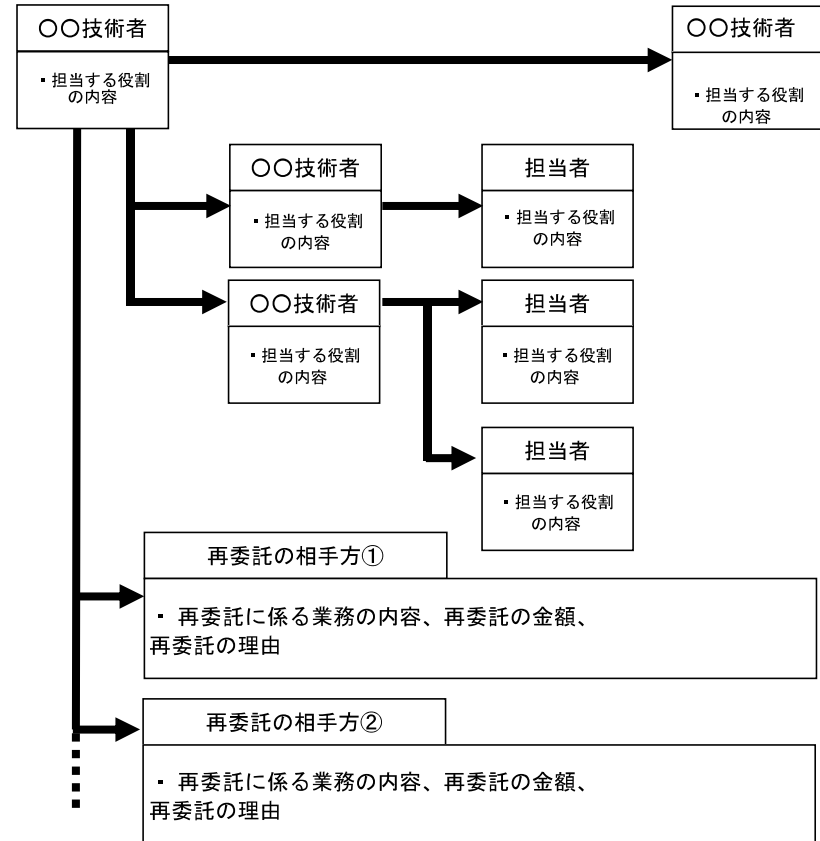 〇〇技術者
・担当する役割
の内容
〇〇技術者
・担当する役割
の内容
〇〇技術者
・担当する役割
の内容
担当者
・担当する役割
の内容
〇〇技術者
・担当する役割
の内容
担当者
・担当する役割
の内容
担当者
・担当する役割
の内容
再委託の相手方①
・ 再委託に係る業務の内容、再委託の金額、
再委託の理由
再委託の相手方②
・ 再委託に係る業務の内容、再委託の金額、
再委託の理由